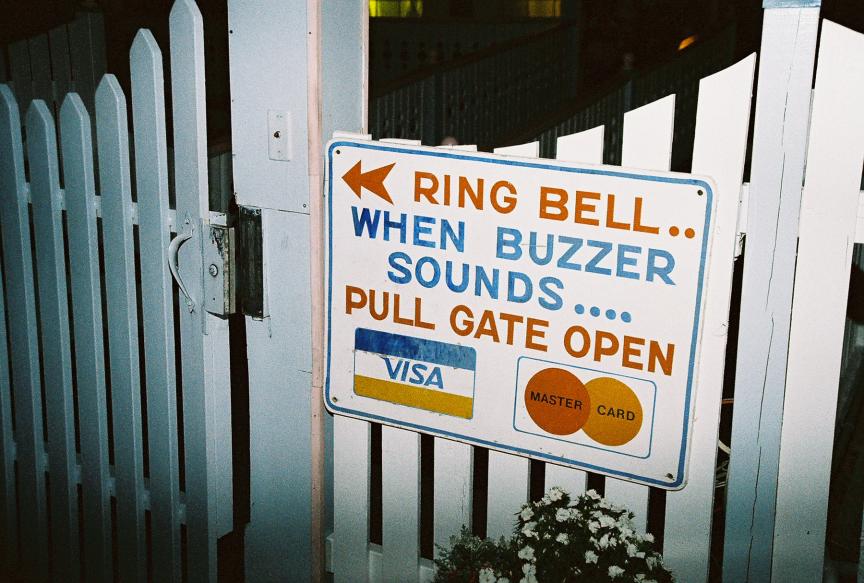 RING BELL..
WHEN BUZZER
SOUNDS....
PULL GATE OPEN
VISA
MASTER CARD